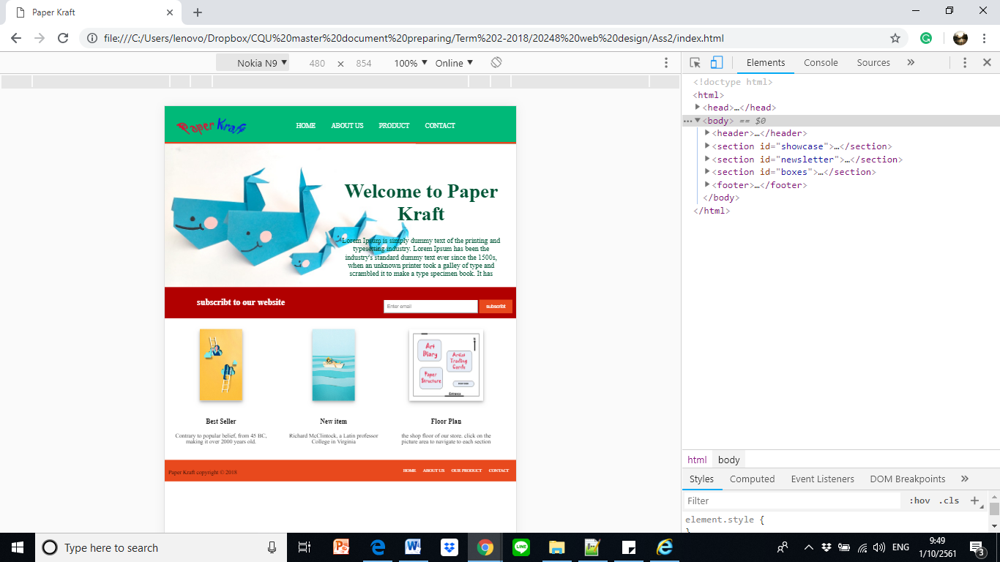 Paper Kraft
file:///C:/Users/lenovo/Dropbox/CQU%20master%20document%20preparing/Term%202-2018/20248%20web%20design/Ass2/index.html
Nokia N9 ▼ 480 × 854 100% ▼ Online ▼
Elements Console Sources »
<!doctype html>
<html>
<head>…</head>
<body> == $0
<header>…</header>
<section id="showcase">…</section>
<section id="newsletter">…</section>
<section id="boxes">…</section>
<footer>…</footer>
</body>
</html>
Paper Kraft HOME ABOUT US PRODUCT CONTACT
Welcome to Paper
Kraft
Lorem Ipsum is simply dummy text of the printing and
typesetting industry. Lorem Ipsum has been the
industry's standard dummy text ever since the 1500s,
when an unknown printer took a galley of type and
scrambled it to make a type specimen book. It has
subscribt to our website
Enter email subscribt
Art
Diary
Artist
Trading
Cards
Paper
Structure
Entrance
Best Seller
Contrary to popular belief, from 45 BC,
making it over 2000 years old.
New item
Richard McClintock, a Latin professor
College in Virginia
Floor Plan
the shop floor of our store. click on the
picture area to navigate to each section
Paper Kraft copyright © 2018 HOME ABOUT US OUR PRODUCT CONTACT
html body
Styles Computed Event Listeners DOM Breakpoints »
Filter :hov .cls +
element.style {
}
Type here to search
ENG
9:49
1/10/2561
3